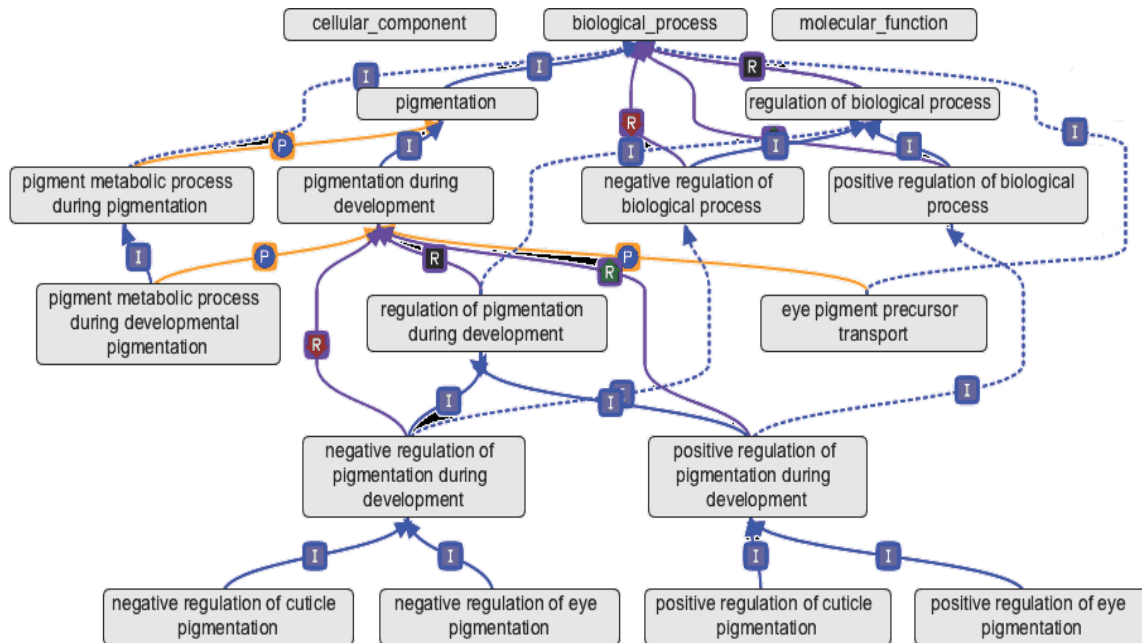 cellular_component
biological_process
molecular_function
I
I
R
pigmentation
regulation of biological process
R
P
I
I
I
I
I
pigment metabolic process
during pigmentation
pigmentation during
development
negative regulation of
biological process
positive regulation of biological
process
I
P
R
R
P
pigment metabolic process
during developmental
pigmentation
regulation of pigmentation
during development
eye pigment precursor
transport
R
I
I
I
negative regulation of
pigmentation during
development
positive regulation of
pigmentation during
development
I
I
I
I
negative regulation of cuticle
pigmentation
negative regulation of eye
pigmentation
positive regulation of cuticle
pigmentation
positive regulation of eye
pigmentation